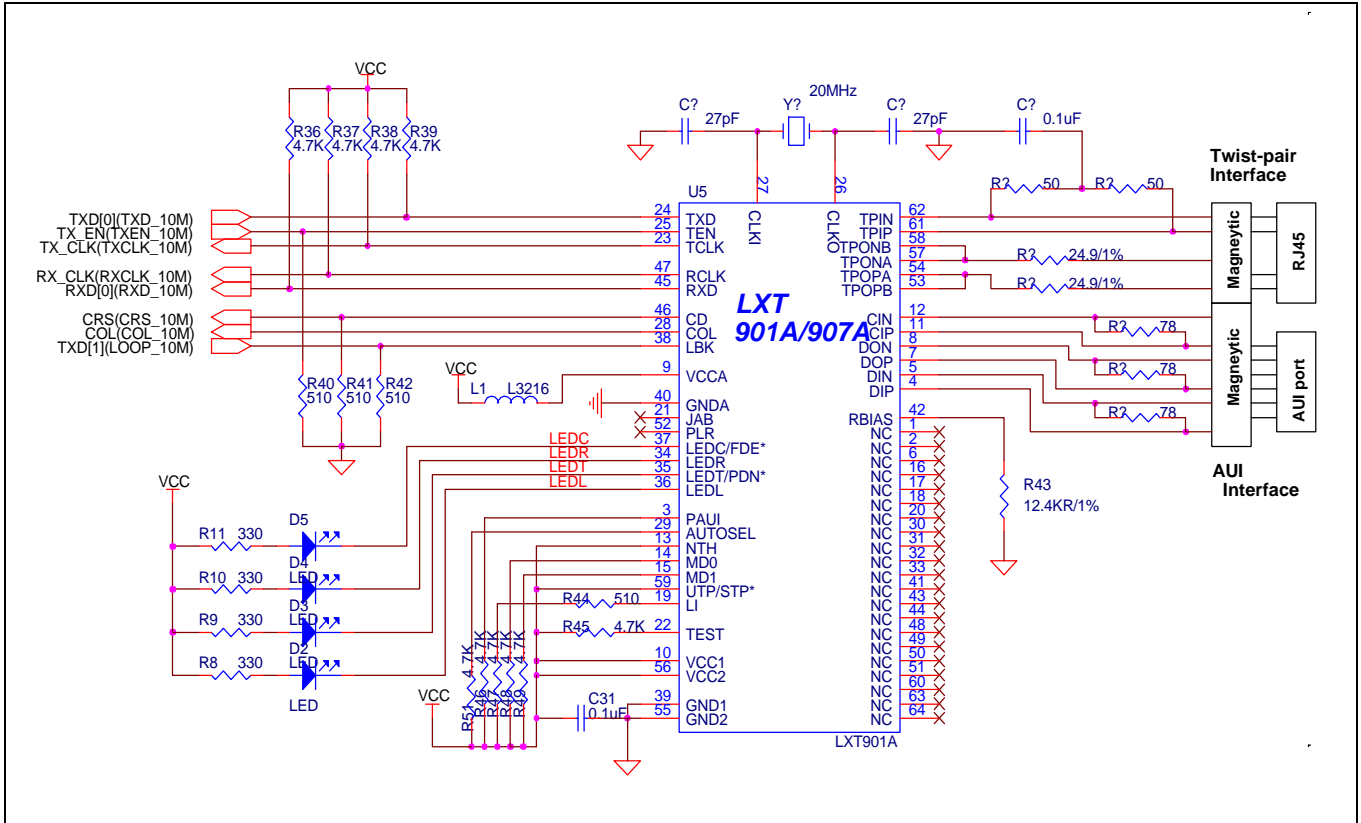 VCC
R36
4.7K
R37
4.7K
R38
4.7K
R39
4.7K
C?
27pF
Y?
20MHz
C?
27pF
C?
0.1uF
R?
50
R?
50
Twist-pair
Interface
TXD[0](TXD_10M)
TX_EN(TXEN_10M)
TX_CLK(TXCLK_10M)
RX_CLK(RXCLK_10M)
RXD[0](RXD_10M)
CRS(CRS_10M)
COL(COL_10M)
TXD[1](LOOP_10M)
R40
510
R41
510
R42
510
VCC
L1
L3216
U5
27
CLKI
26
CLKO
24 TXD
25 TEN
23 TCLK
47 RCLK
45 RXD
46 CD
28 COL
38 LBK
9 VCCA
40 GNDA
21 JAB
52 PLR
37 LEDC/FDE*
34 LEDR
35 LEDT/PDN*
36 LEDL
3 PAUI
29 AUTOSEL
13 NTH
14 MD0
15 MD1
59 UTP/STP*
19 LI
22 TEST
10 VCC1
56 VCC2
39 GND1
55 GND2
LXT
901A/907A
TPIN 62
TPIP 61
TPONB 58
TPONA 57
TPOPA 54
TPOPB 53
CIN 12
CIP 11
DON 8
DOP 7
DIN 5
DIP 4
RBIAS 42
NC 1
NC 2
NC 6
NC 16
NC 17
NC 18
NC 20
NC 30
NC 31
NC 32
NC 33
NC 41
NC 43
NC 44
NC 48
NC 49
NC 50
NC 51
NC 60
NC 63
NC 64
LXT901A
R?
24.9/1%
R?
24.9/1%
R?
78
R?
78
R?
78
Magneytic
RJ45
Magneytic
AUI port
AUI
Interface
R43
12.4KR/1%
LEDC
LEDR
LEDT
LEDL
VCC
R11 330
D5
LED
R10 330
D4
LED
R9 330
D3
LED
R8 330
D2
LED
R44 510
R45 4.7K
VCC
R51 4.7K
R46 4.7K
R47 4.7K
R48 4.7K
R49 4.7K
C31
0.1uF